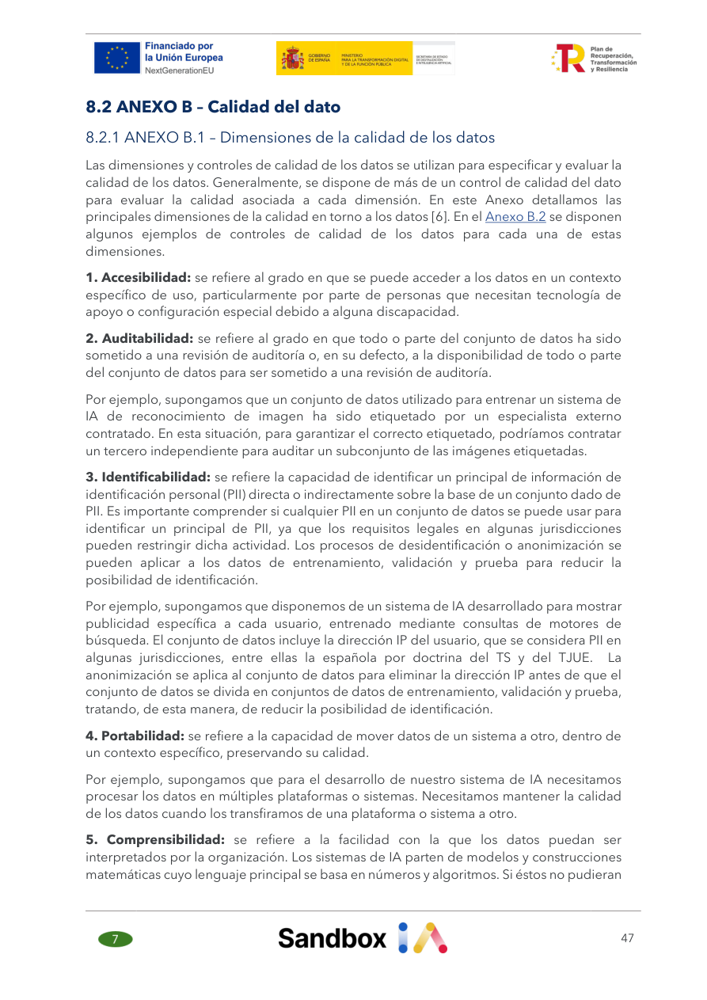 Financiado por
la Unión Europea
NextGenerationEU
GOBIERNO
DE ESPAÑA
MINISTERIO
PARA LA TRANSFORMACIÓN DIGITAL
Y DE LA FUNCIÓN PÚBLICA
SECRETARÍA DE ESTADO
DE DIGITALIZACIÓN
E INTELIGENCIA ARTIFICIAL
Plan de
Recuperación,
Transformación
y Resiliencia
8.2 ANEXO B – Calidad del dato
8.2.1 ANEXO B.1 – Dimensiones de la calidad de los datos
Las dimensiones y controles de calidad de los datos se utilizan para especificar y evaluar la
calidad de los datos. Generalmente, se dispone de más de un control de calidad del dato
para evaluar la calidad asociada a cada dimensión. En este Anexo detallamos las
principales dimensiones de la calidad en torno a los datos [6]. En el Anexo B.2 se disponen
algunos ejemplos de controles de calidad de los datos para cada una de estas
dimensiones.
1. Accesibilidad: se refiere al grado en que se puede acceder a los datos en un contexto
específico de uso, particularmente por parte de personas que necesitan tecnología de
apoyo o configuración especial debido a alguna discapacidad.
2. Auditabilidad: se refiere al grado en que todo o parte del conjunto de datos ha sido
sometido a una revisión de auditoría o, en su defecto, a la disponibilidad de todo o parte
del conjunto de datos para ser sometido a una revisión de auditoría.
Por ejemplo, supongamos que un conjunto de datos utilizado para entrenar un sistema de
IA de reconocimiento de imagen ha sido etiquetado por un especialista externo
contratado. En esta situación, para garantizar el correcto etiquetado, podríamos contratar
un tercero independiente para auditar un subconjunto de las imágenes etiquetadas.
3. Identificabilidad: se refiere la capacidad de identificar un principal de información de
identificación personal (PII) directa o indirectamente sobre la base de un conjunto dado de
PII. Es importante comprender si cualquier PII en un conjunto de datos se puede usar para
identificar un principal de PII, ya que los requisitos legales en algunas jurisdicciones
pueden restringir dicha actividad. Los procesos de desidentificación o anonimización se
pueden aplicar a los datos de entrenamiento, validación y prueba para reducir la
posibilidad de identificación.
Por ejemplo, supongamos que disponemos de un sistema de IA desarrollado para mostrar
publicidad específica a cada usuario, entrenado mediante consultas de motores de
búsqueda. El conjunto de datos incluye la dirección IP del usuario, que se considera PII en
algunas jurisdicciones, entre ellas la española por doctrina del TS y del TJUE. La
anonimización se aplica al conjunto de datos para eliminar la dirección IP antes de que el
conjunto de datos se divida en conjuntos de datos de entrenamiento, validación y prueba,
tratando, de esta manera, de reducir la posibilidad de identificación.
4. Portabilidad: se refiere a la capacidad de mover datos de un sistema a otro, dentro de
un contexto específico, preservando su calidad.
Por ejemplo, supongamos que para el desarrollo de nuestro sistema de IA necesitamos
procesar los datos en múltiples plataformas o sistemas. Necesitamos mantener la calidad
de los datos cuando los transfiramos de una plataforma o sistema a otro.
5. Comprensibilidad: se refiere a la facilidad con la que los datos puedan ser
interpretados por la organización. Los sistemas de IA parten de modelos y construcciones
matemáticas cuyo lenguaje principal se basa en números y algoritmos. Si éstos no pudieran
7
Sandbox IA
47